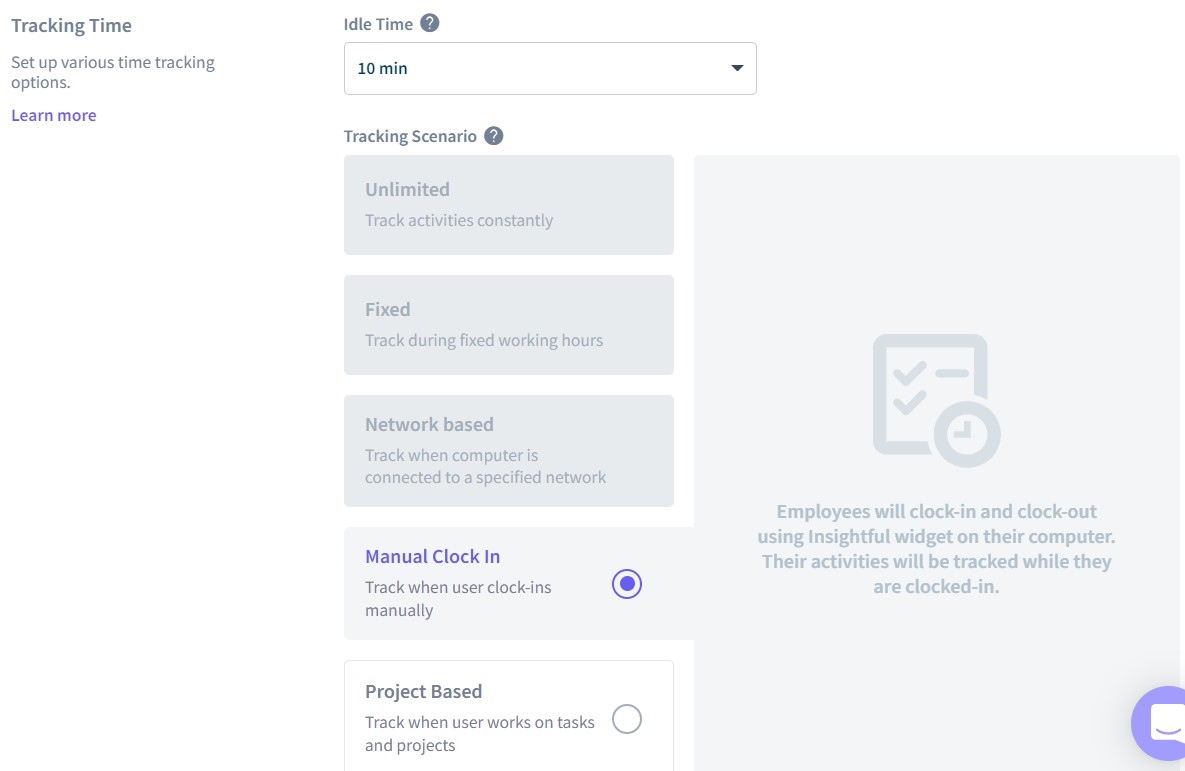 Tracking Time
Set up various time tracking
options.
Learn more
Idle Time ?
10 min
Tracking Scenario ?
Unlimited
Track activities constantly
Fixed
Track during fixed working hours
Network based
Track when computer is
connected to a specified network
Manual Clock In
Track when user clock-ins
manually
Project Based
Track when user works on tasks
and projects
Employees will clock-in and clock-out
using Insightful widget on their computer.
Their activities will be tracked while they
are clocked-in.